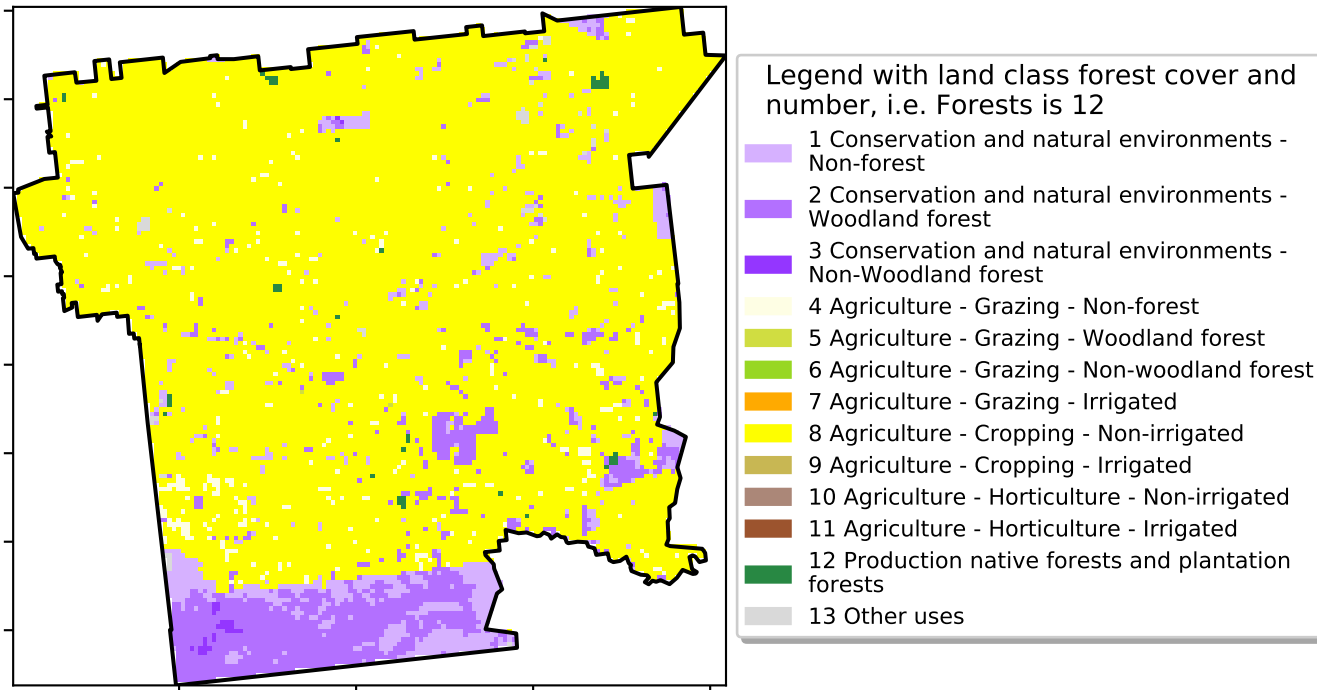 Legend with land class forest cover and
number, i.e. Forests is 12
1 Conservation and natural environments -
Non-forest
2 Conservation and natural environments -
Woodland forest
3 Conservation and natural environments -
Non-Woodland forest
4 Agriculture - Grazing - Non-forest
5 Agriculture - Grazing - Woodland forest
6 Agriculture - Grazing - Non-woodland forest
7 Agriculture - Grazing - Irrigated
8 Agriculture - Cropping - Non-irrigated
9 Agriculture - Cropping - Irrigated
10 Agriculture - Horticulture - Non-irrigated
11 Agriculture - Horticulture - Irrigated
12 Production native forests and plantation
forests
13 Other uses